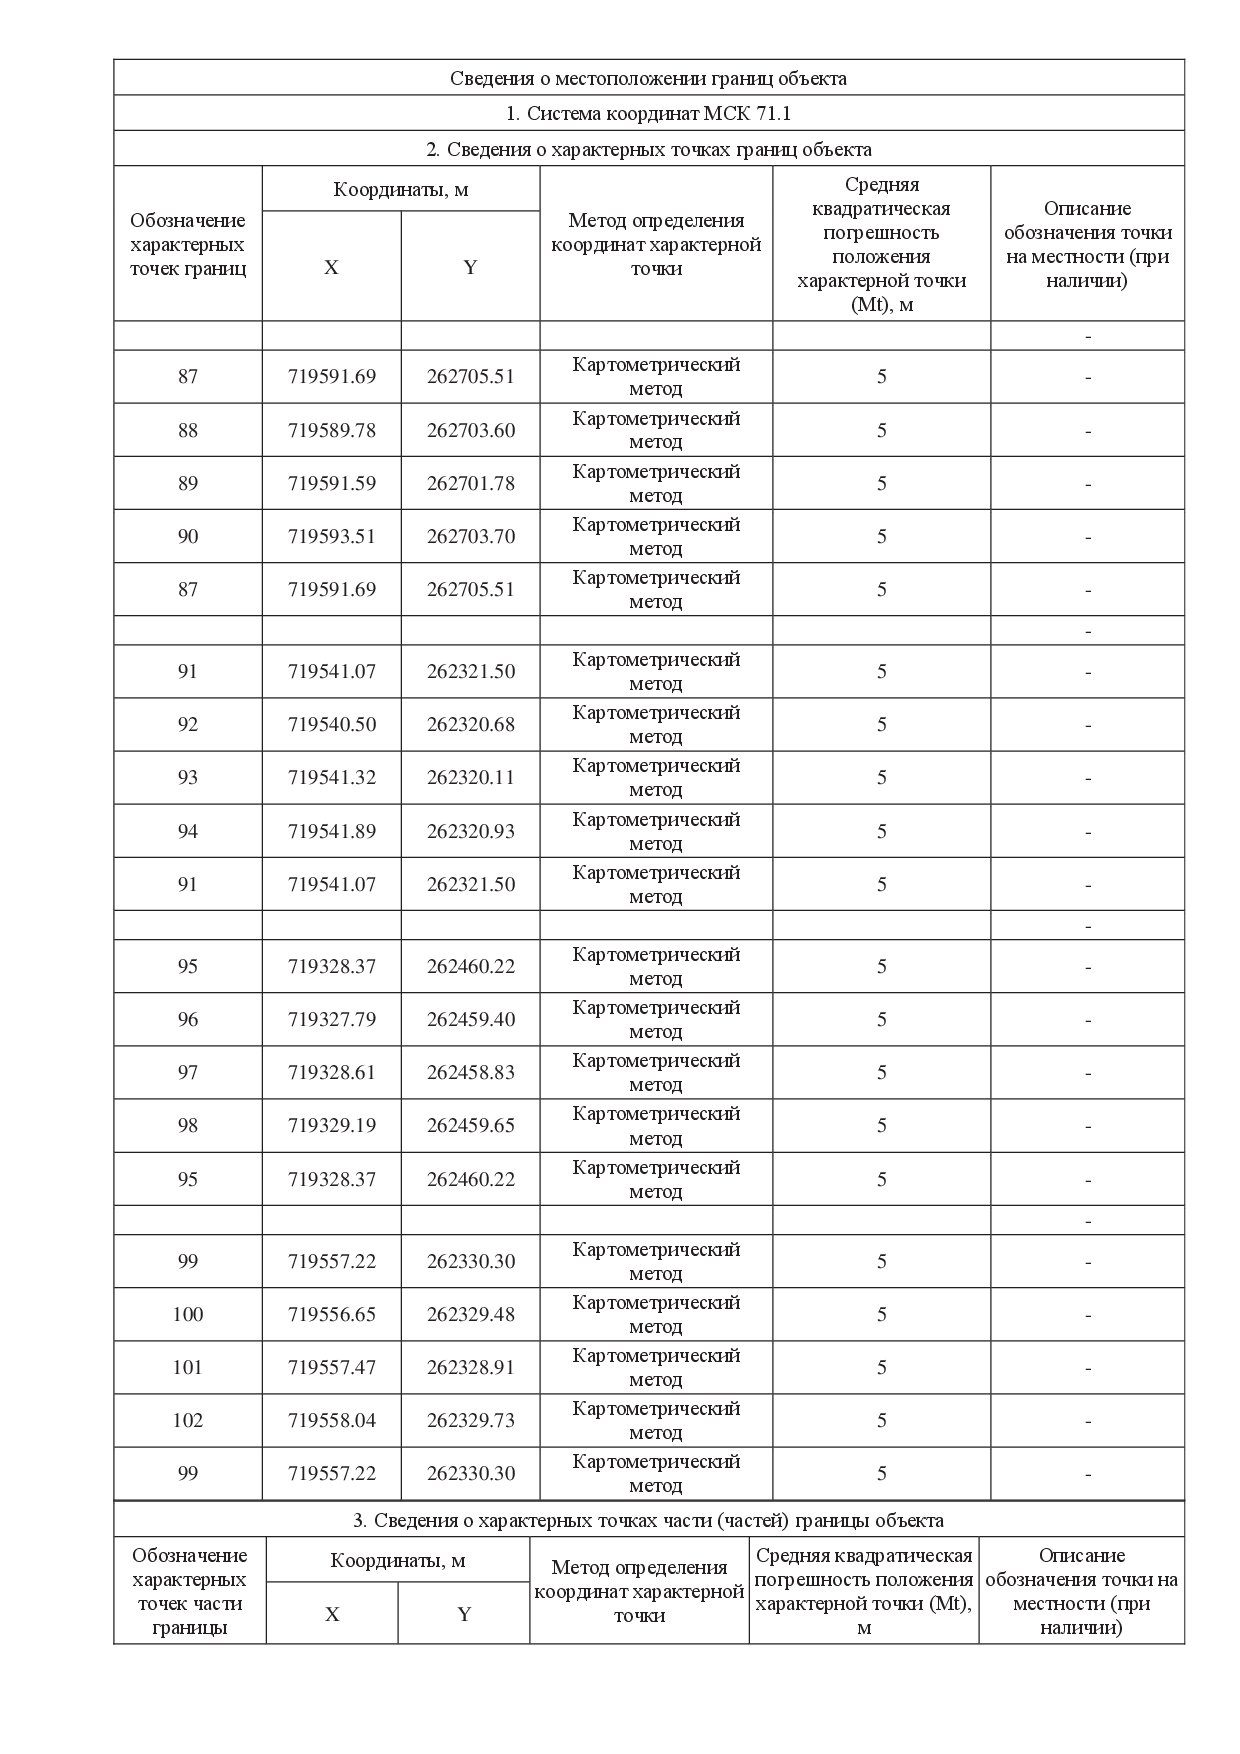 Сведения о местоположении границ объекта
1. Система координат МСК 71.1
2. Сведения о характерных точках границ объекта
Обозначение характерных точек границ
Координаты, м
X
Y
Метод определения координат характерной точки
Средняя квадратическая погрешность положения характерной точки (Mt), м
Описание обозначения точки на местности (при наличии)
-
87 719591.69 262705.51 Картометрический метод 5 -
88 719589.78 262703.60 Картометрический метод 5 -
89 719591.59 262701.78 Картометрический метод 5 -
90 719593.51 262703.70 Картометрический метод 5 -
87 719591.69 262705.51 Картометрический метод 5 -
-
91 719541.07 262321.50 Картометрический метод 5 -
92 719540.50 262320.68 Картометрический метод 5 -
93 719541.32 262320.11 Картометрический метод 5 -
94 719541.89 262320.93 Картометрический метод 5 -
91 719541.07 262321.50 Картометрический метод 5 -
-
95 719328.37 262460.22 Картометрический метод 5 -
96 719327.79 262459.40 Картометрический метод 5 -
97 719328.61 262458.83 Картометрический метод 5 -
98 719329.19 262459.65 Картометрический метод 5 -
95 719328.37 262460.22 Картометрический метод 5 -
-
99 719557.22 262330.30 Картометрический метод 5 -
100 719556.65 262329.48 Картометрический метод 5 -
101 719557.47 262328.91 Картометрический метод 5 -
102 719558.04 262329.73 Картометрический метод 5 -
99 719557.22 262330.30 Картометрический метод 5 -
3. Сведения о характерных точках части (частей) границы объекта
Обозначение характерных точек части границы
Координаты, м
X
Y
Метод определения координат характерной точки
Средняя квадратическая погрешность положения характерной точки (Mt), м
Описание обозначения точки на местности (при наличии)